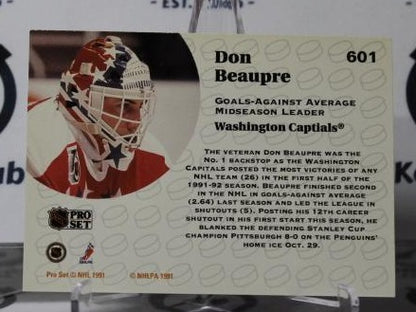 Don
Beaupre
601
GOALS-AGAINST AVERAGE
MIDSEASON LEADER
Washington Captials®
THE VETERAN DON BEAUPRE WAS THE
NO. 1 BACKSTOP AS THE WASHINGTON
CAPITALS POSTED THE MOST VICTORIES OF ANY
NHL TEAM (26) IN THE FIRST HALF OF THE
1991-92 SEASON. BEAUPRE FINISHED SECOND
IN THE NHL IN GOALS-AGAINST AVERAGE
(2.64) LAST SEASON AND LED THE LEAGUE IN
SHUTOUTS (5). POSTING HIS 12TH CAREER
SHUTOUT IN HIS FIRST START THIS SEASON, HE
BLANKED THE DEFENDING STANLEY CUP
CHAMPION PITTSBURGH 8-0 ON THE PENGUINS'
HOME ICE OCT. 29.
NHL
PRO
SET
Pro Set © NHL 1991
© NHLPA 1991